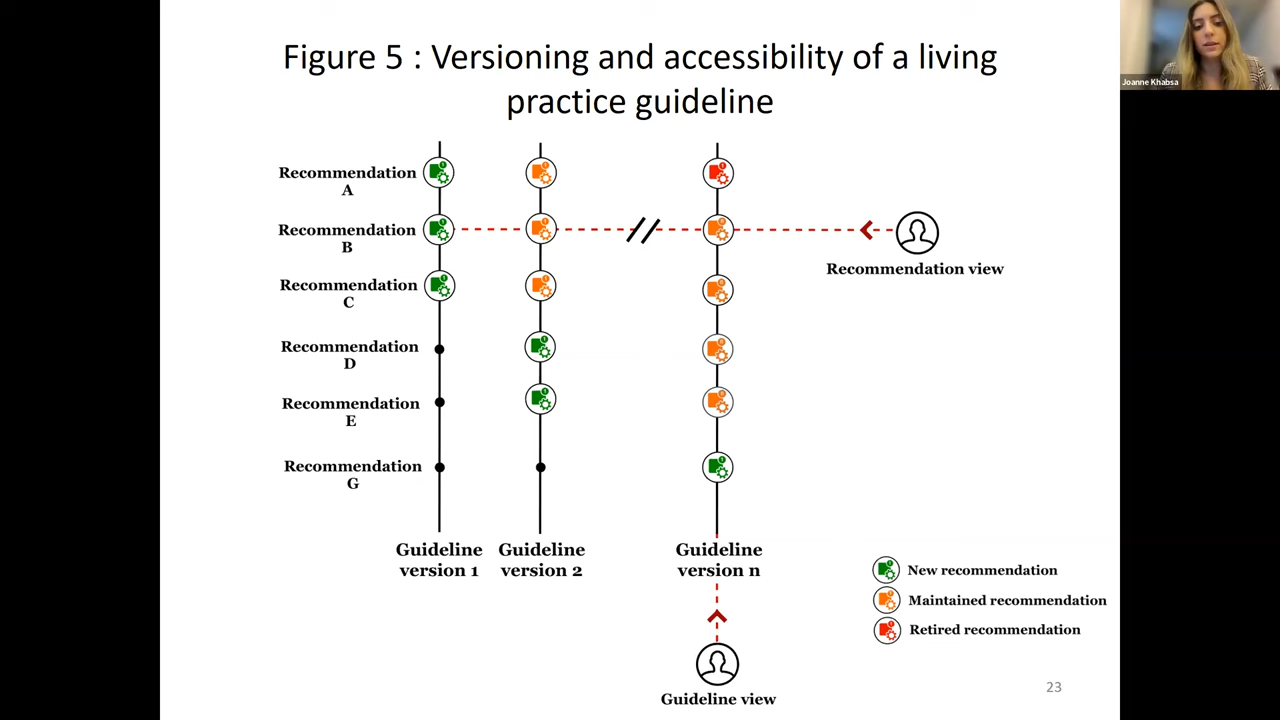 Figure 5 : Versioning and accessibility of a living
practice guideline
Joanne Khabsa
Recommendation
A
Recommendation
B
Recommendation
C
Recommendation
D
Recommendation
E
Recommendation
G
Recommendation view
Guideline
version 1
Guideline
version 2
Guideline
version n
New recommendation
Maintained recommendation
Retired recommendation
Guideline view
23